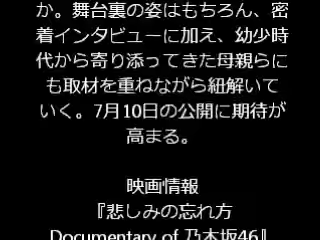 か。舞台裏の姿はもちろん、密
着インタビューに加え、幼少時
代から寄り添ってきた母親らに
も取材を重ねながら紐解いて
いく。7月10日の公開に期待が
高まる。
映画情報
『悲しみの忘れ方
Documentary of 乃木坂46』